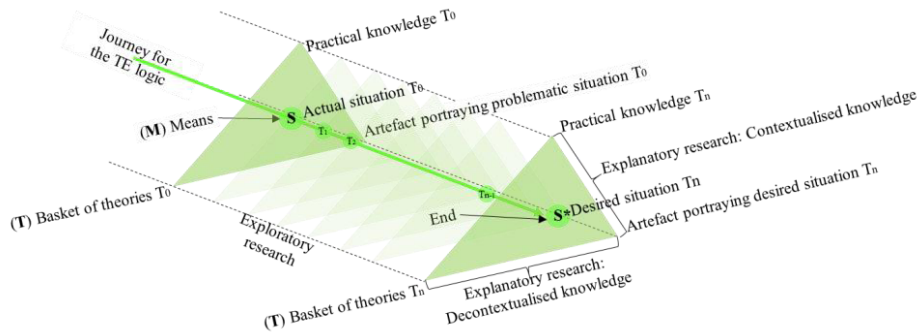 Practical knowledge T₀
Journey for
the TE logic
S
Actual situation T₀
Artefact portraying problematic situation T₀
(M) Means
T₁
T₂
Practical knowledge Tₙ
Explanatory research: Contextualised knowledge
(T) Basket of theories T₀
Tₙ₋₁
S*
Desired situation Tn
End
Artefact portraying desired situation Tₙ
Exploratory
research
(T) Basket of theories Tₙ
Explanatory research:
Decontextualised knowledge